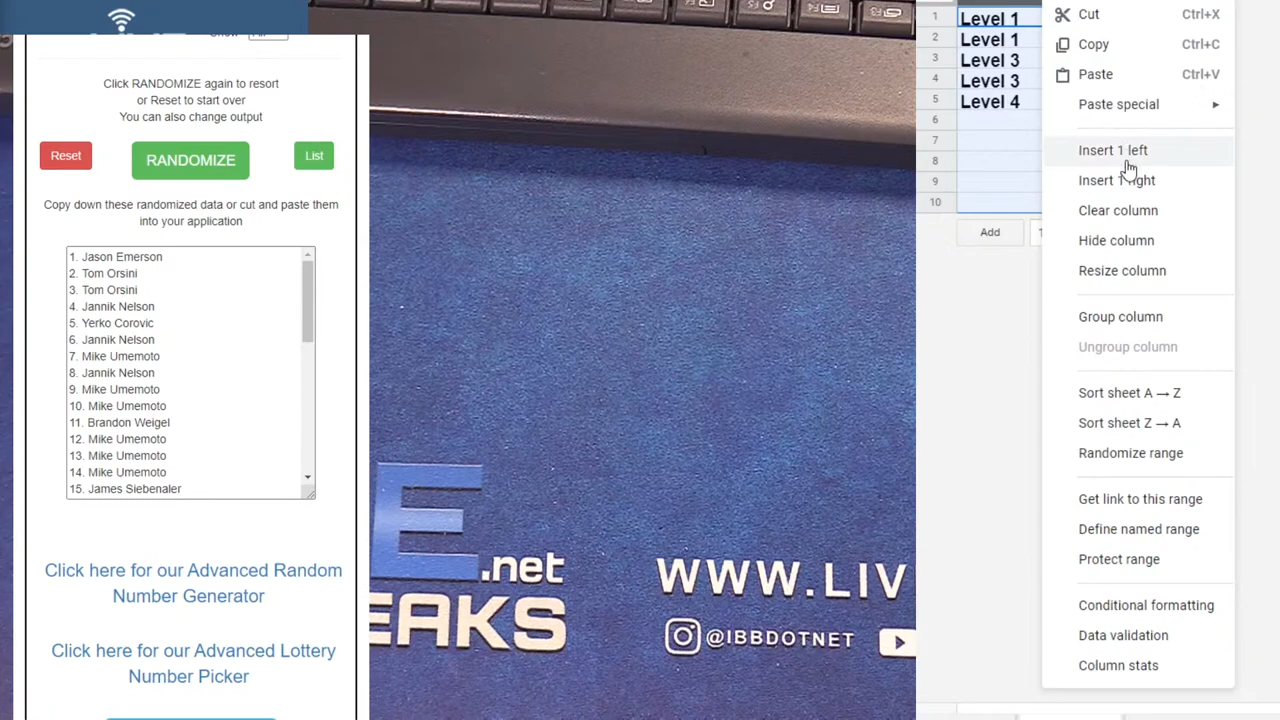 Click RANDOMIZE again to resort
or Reset to start over
You can also change output
Reset
RANDOMIZE
List
Copy down these randomized data or cut and paste them
into your application
1. Jason Emerson
2. Tom Orsini
3. Tom Orsini
4. Jannik Nelson
5. Yerko Corovic
6. Jannik Nelson
7. Mike Umemoto
8. Jannik Nelson
9. Mike Umemoto
10. Mike Umemoto
11. Brandon Weigel
12. Mike Umemoto
13. Mike Umemoto
14. Mike Umemoto
15. James Siebenaler
Click here for our Advanced Random
Number Generator
Click here for our Advanced Lottery
Number Picker
E.net
EAKS
WWW.LIV
@IBBDOTNET
1 Level 1
2 Level 1
3 Level 3
4 Level 3
5 Level 4
6
7
8
9
10
Add
Cut Ctrl+X
Copy Ctrl+C
Paste Ctrl+V
Paste special
Insert 1 left
Insert 1 right
Clear column
Hide column
Resize column
Group column
Ungroup column
Sort sheet A → Z
Sort sheet Z → A
Randomize range
Get link to this range
Define named range
Protect range
Conditional formatting
Data validation
Column stats